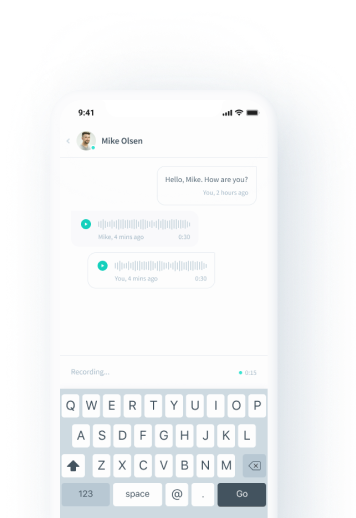 9:41
Mike Olsen
Hello, Mike. How are you?
You, 2 hours ago
Mike, 4 mins ago 0:30
You, 4 mins ago 0:30
Recording... 0:15
Q W E R T Y U I O P
A S D F G H J K L
Z X C V B N M
123 space @ . Go